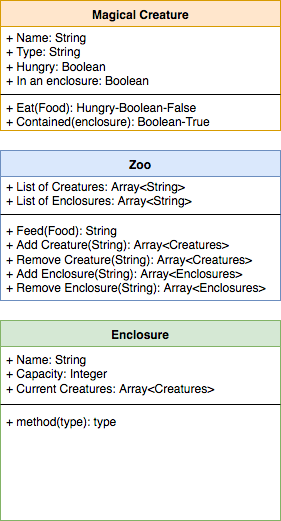 Magical Creature
+ Name: String
+ Type: String
+ Hungry: Boolean
+ In an enclosure: Boolean
+ Eat(Food): Hungry-Boolean-False
+ Contained(enclosure): Boolean-True
Zoo
+ List of Creatures: Array<String>
+ List of Enclosures: Array<String>
+ Feed(Food): String
+ Add Creature(String): Array<Creatures>
+ Remove Creature(String): Array<Creatures>
+ Add Enclosure(String): Array<Enclosures>
+ Remove Enclosure(String): Array<Enclosures>
Enclosure
+ Name: String
+ Capacity: Integer
+ Current Creatures: Array<Creatures>
+ method(type): type